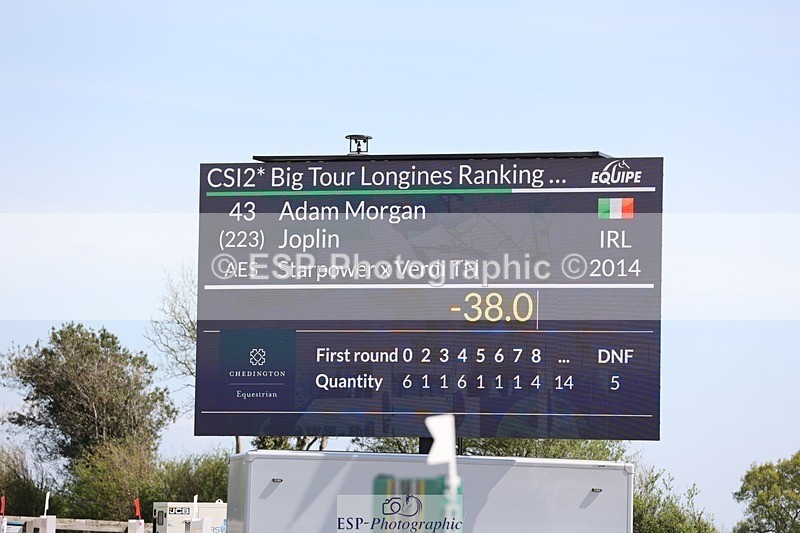 CSI2* Big Tour Longines Ranking ... EQUIPE
43 Adam Morgan
(223) Joplin IRL
AES Starpower x Verdi TN 2014
© ESP-Photographic ©
-38.0
First round 0 2 3 4 5 6 7 8 ... DNF
Quantity 6 1 1 6 1 1 1 4 14 5
CHEDINGTON
Equestrian
JCB
ESP-Photographic